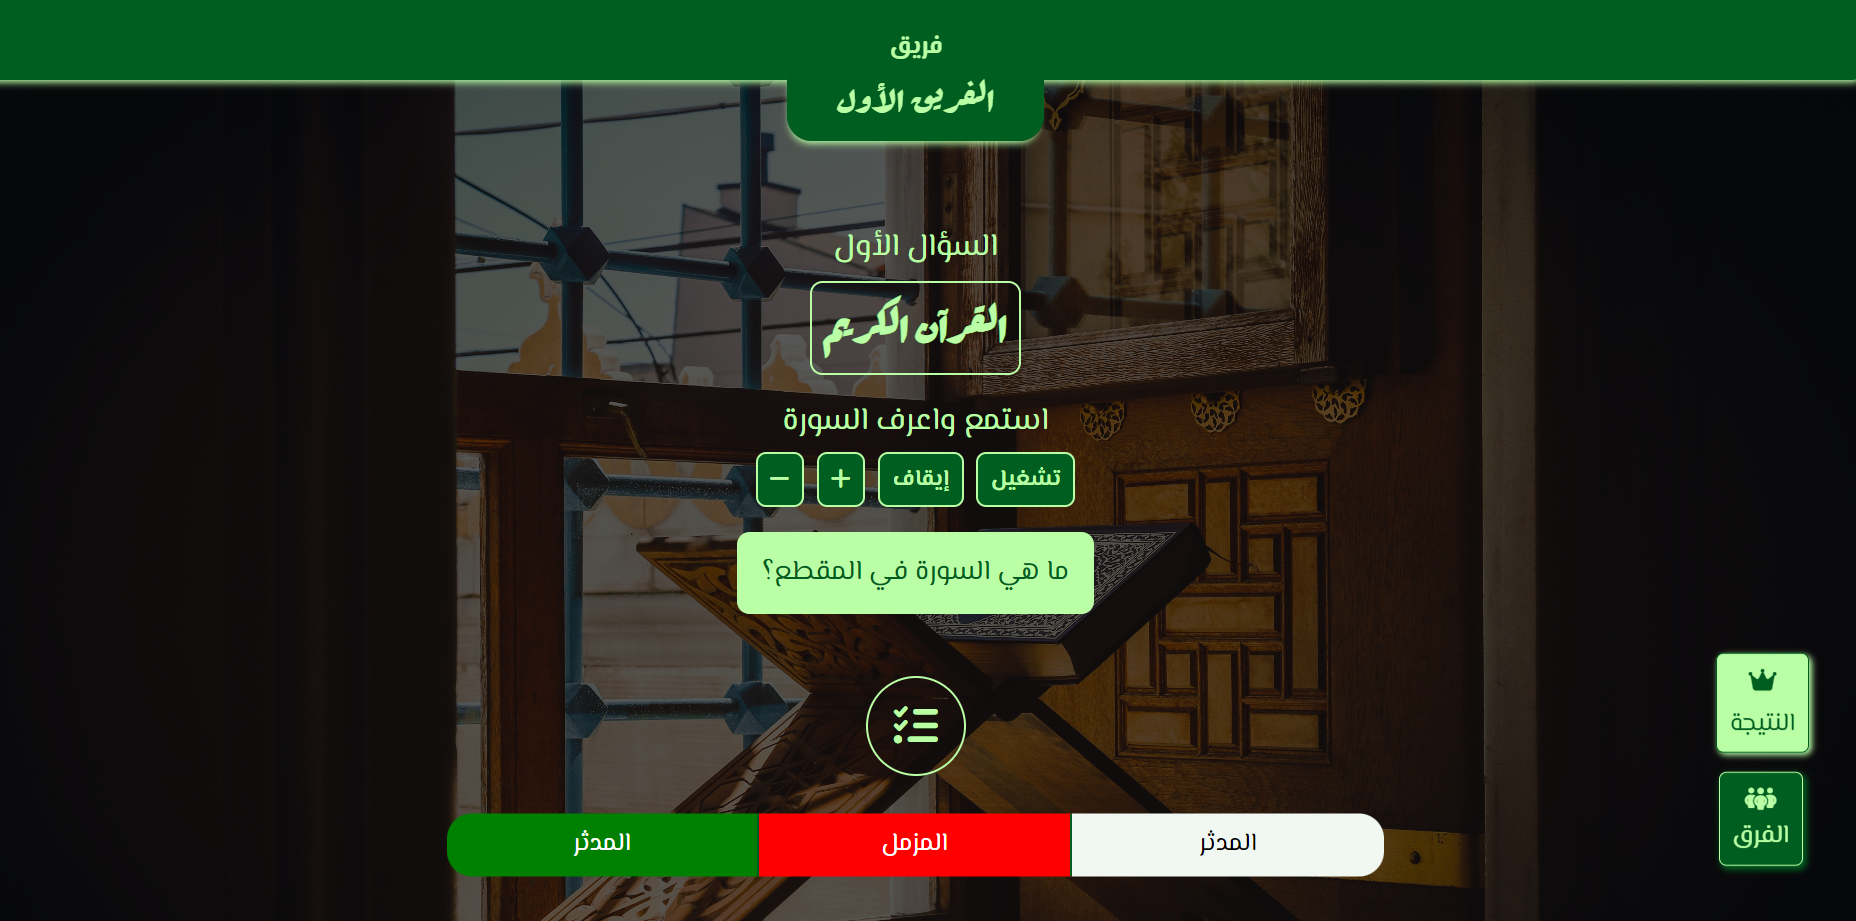 فريق
الفريق الأول
السؤال الأول
القرآن الكريم
استمع واعرف السورة
تشغيل إيقاف + −
ما هي السورة في المقطع؟
النتيجة
الفرق
المدثر المزمل المدثر